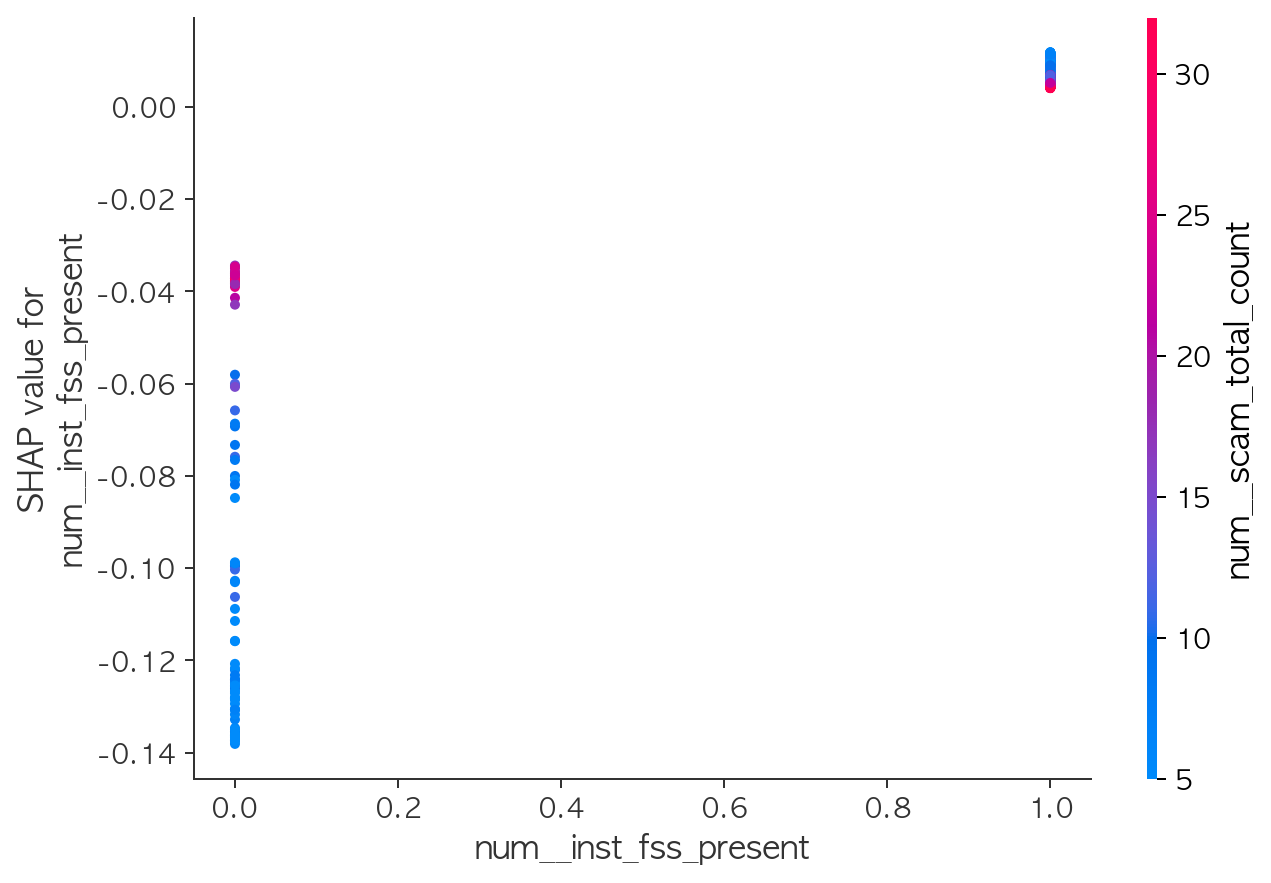 SHAP value for
num__inst_fss_present
0.00
-0.02
-0.04
-0.06
-0.08
-0.10
-0.12
-0.14
0.0 0.2 0.4 0.6 0.8 1.0
num__inst_fss_present
30
25
20
15
10
5
num__scam_total_count